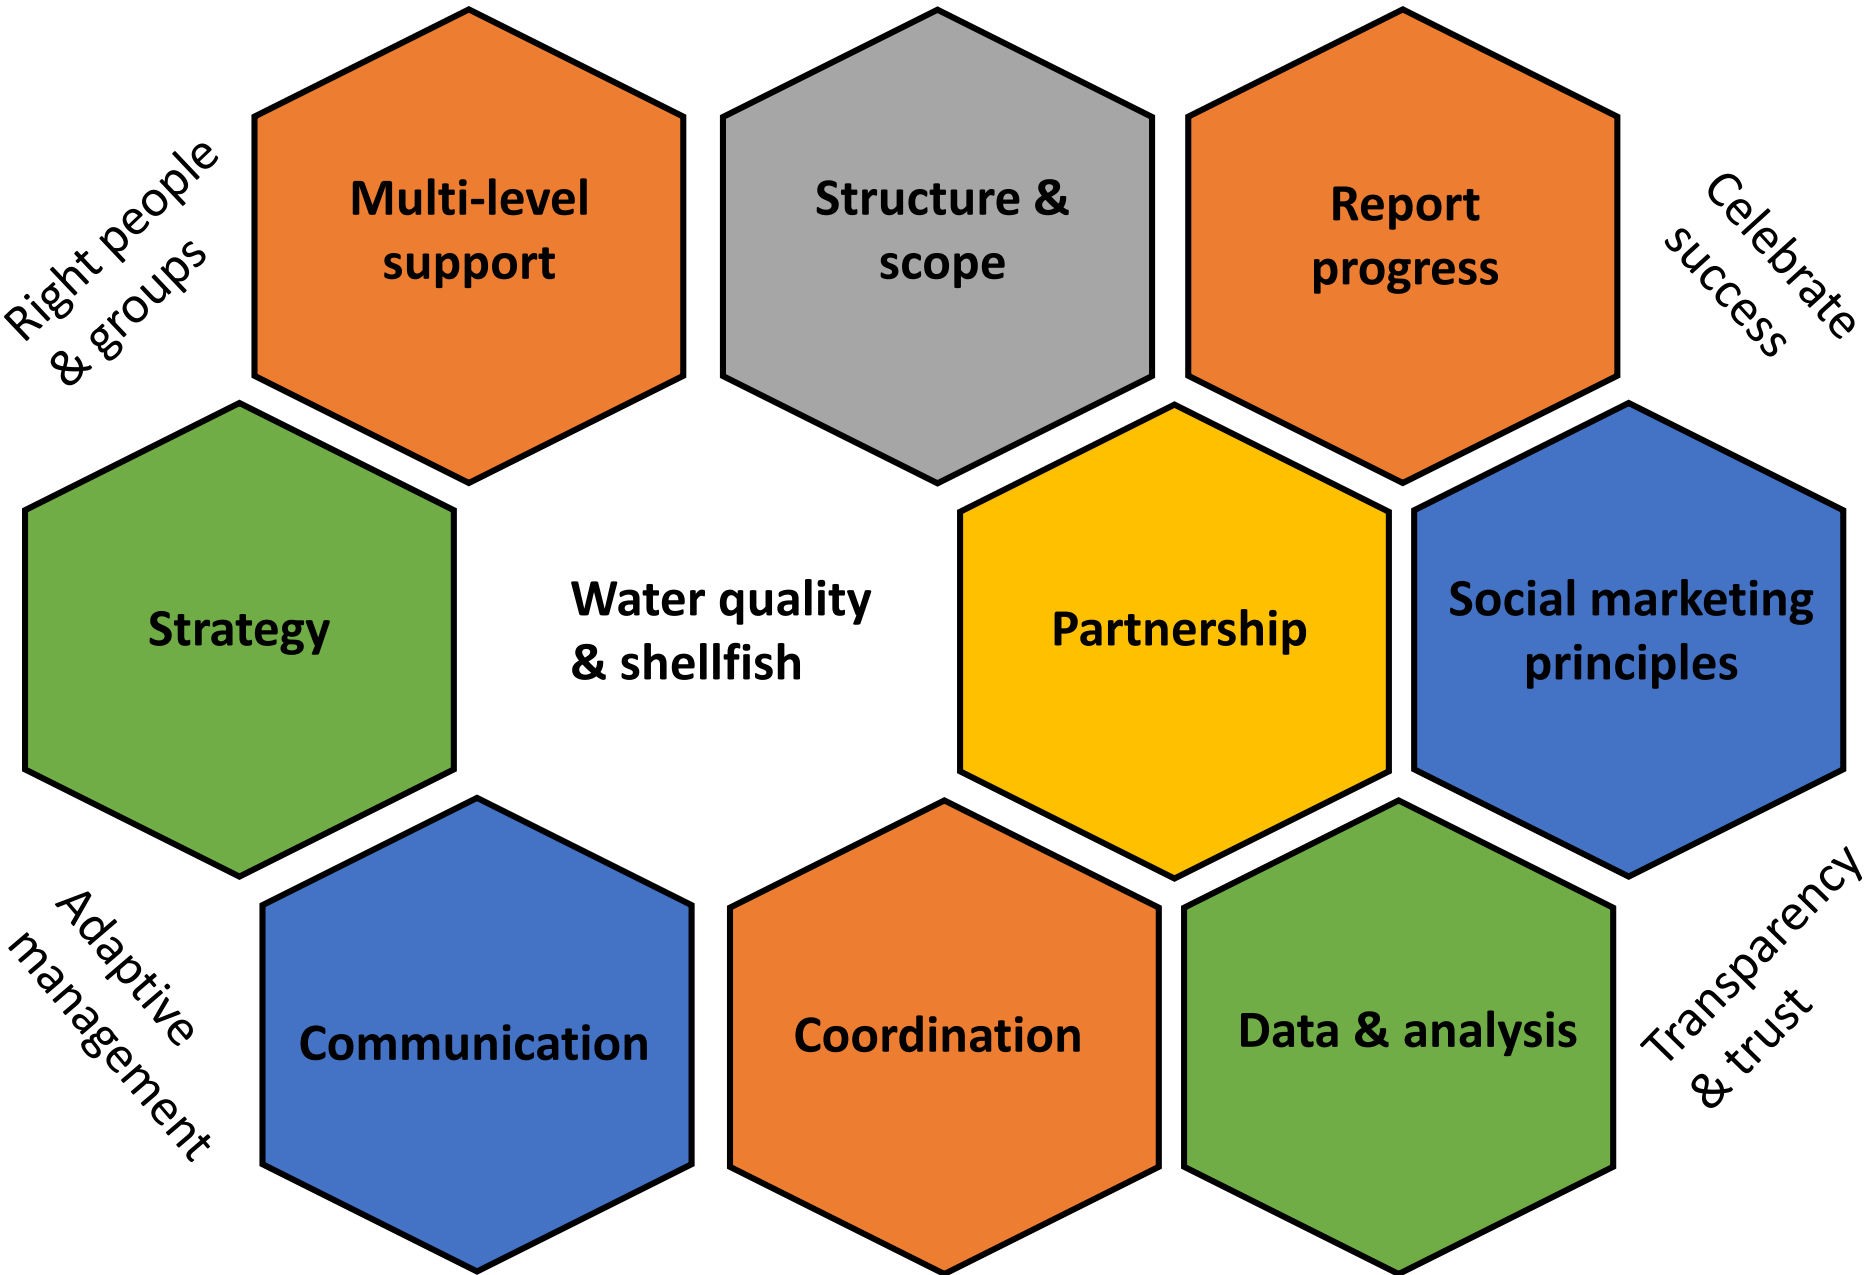 Right people
& groups
Multi-level
support
Structure &
scope
Report
progress
Celebrate
success
Strategy
Water quality
& shellfish
Partnership
Social marketing
principles
Adaptive
management
Communication
Coordination
Data & analysis
Transparency
& trust